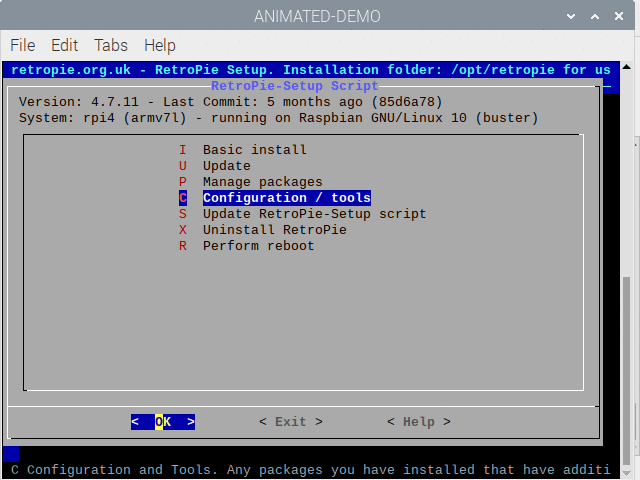 ANIMATED-DEMO
File Edit Tabs Help
retropie.org.uk - RetroPie Setup. Installation folder: /opt/retropie for us
RetroPie-Setup Script
Version: 4.7.11 - Last Commit: 5 months ago (85d6a78)
System: rpi4 (armv7l) - running on Raspbian GNU/Linux 10 (buster)
I Basic install
U Update
P Manage packages
C Configuration / tools
S Update RetroPie-Setup script
X Uninstall RetroPie
R Perform reboot
< OK > < Exit > < Help >
C Configuration and Tools. Any packages you have installed that have additi